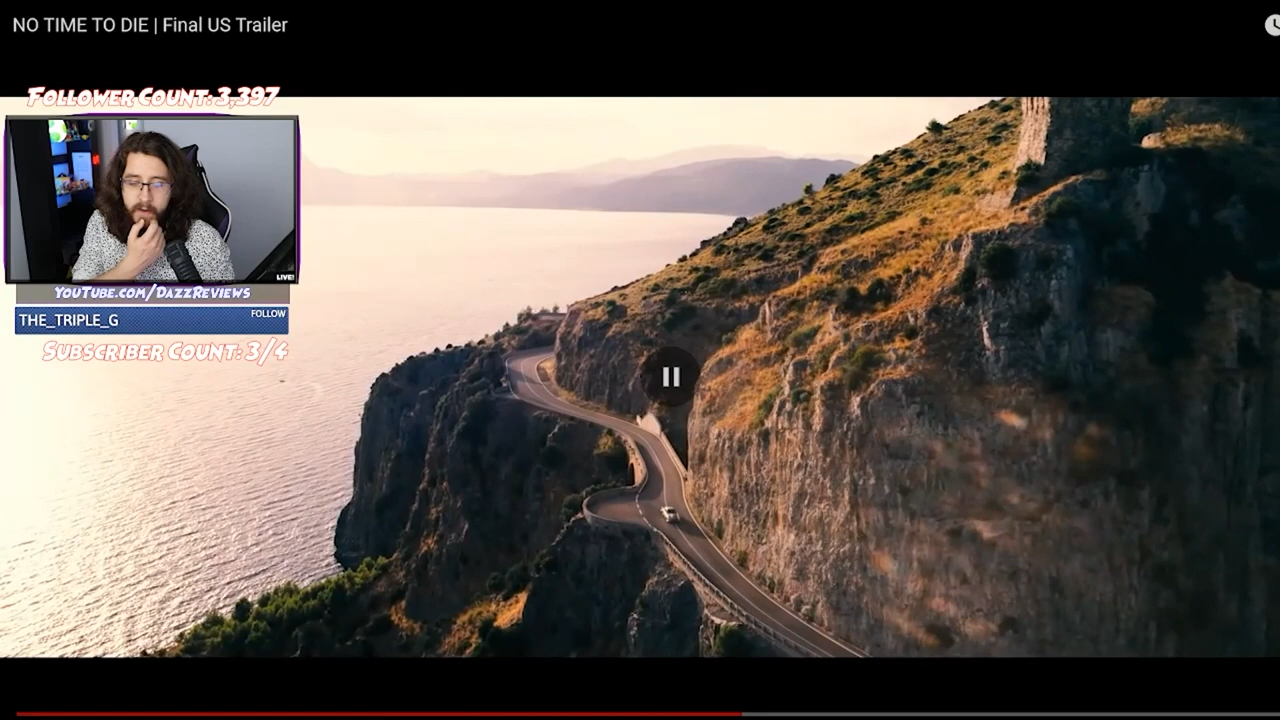 NO TIME TO DIE | Final US Trailer
FOLLOWER COUNT: 3,397
LIVE!
YOUTUBE.COM/DAZZREVIEWS
THE_TRIPLE_G
FOLLOW
SUBSCRIBER COUNT: 3/4